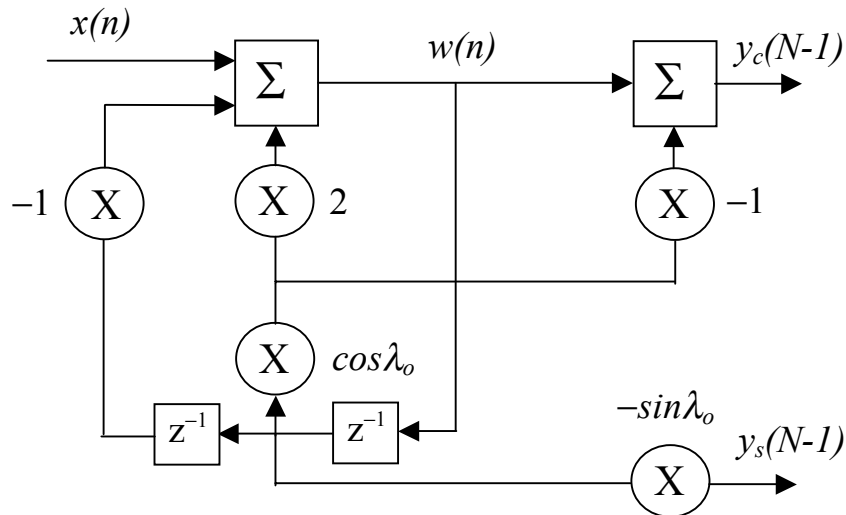 x(n)
w(n)
y_c(N-1)
Σ
Σ
−1
X
X
2
X
−1
X
cosλ_o
z⁻¹
z⁻¹
−sinλ_o
X
y_s(N-1)